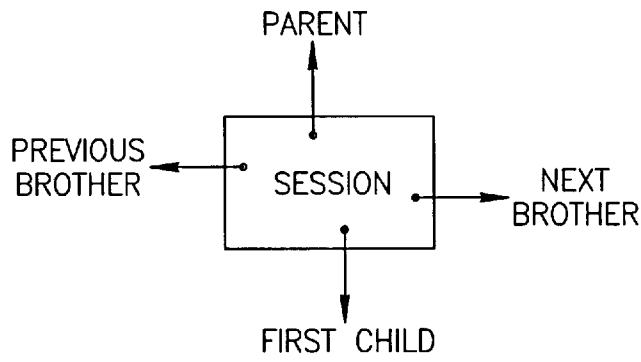 PARENT
PREVIOUS
BROTHER
SESSION
NEXT
BROTHER
FIRST CHILD